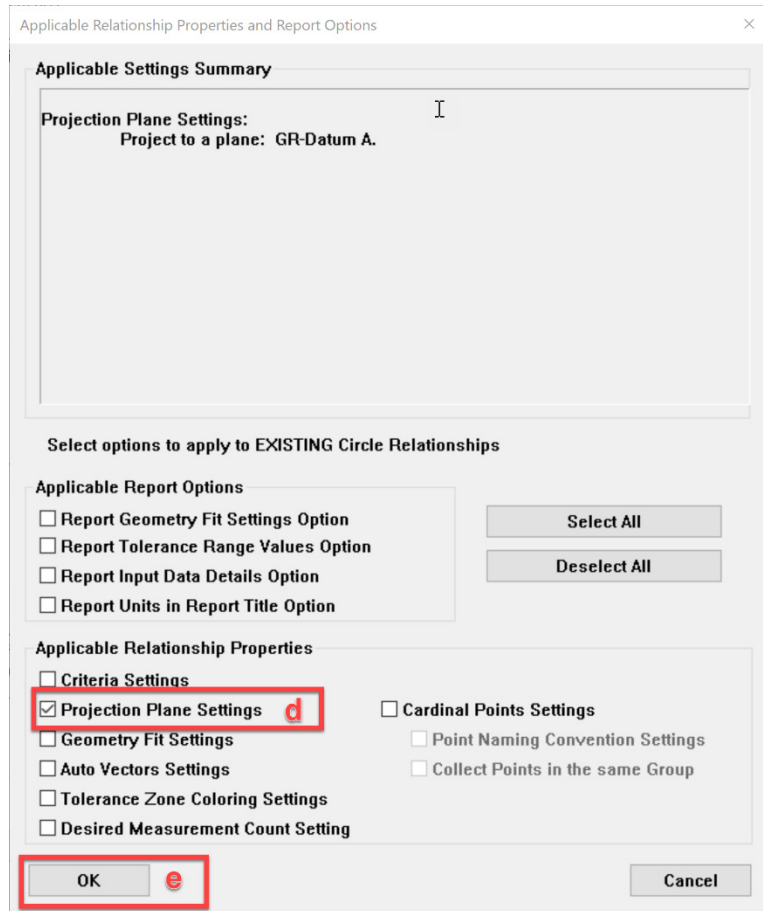 Applicable Relationship Properties and Report Options
Applicable Settings Summary
Projection Plane Settings:
Project to a plane: GR-Datum A.
Select options to apply to EXISTING Circle Relationships
Applicable Report Options
Report Geometry Fit Settings Option
Report Tolerance Range Values Option
Report Input Data Details Option
Report Units in Report Title Option
Select All
Deselect All
Applicable Relationship Properties
Criteria Settings
Projection Plane Settings d
Cardinal Points Settings
Geometry Fit Settings
Point Naming Convention Settings
Auto Vectors Settings
Collect Points in the same Group
Tolerance Zone Coloring Settings
Desired Measurement Count Setting
OK e
Cancel